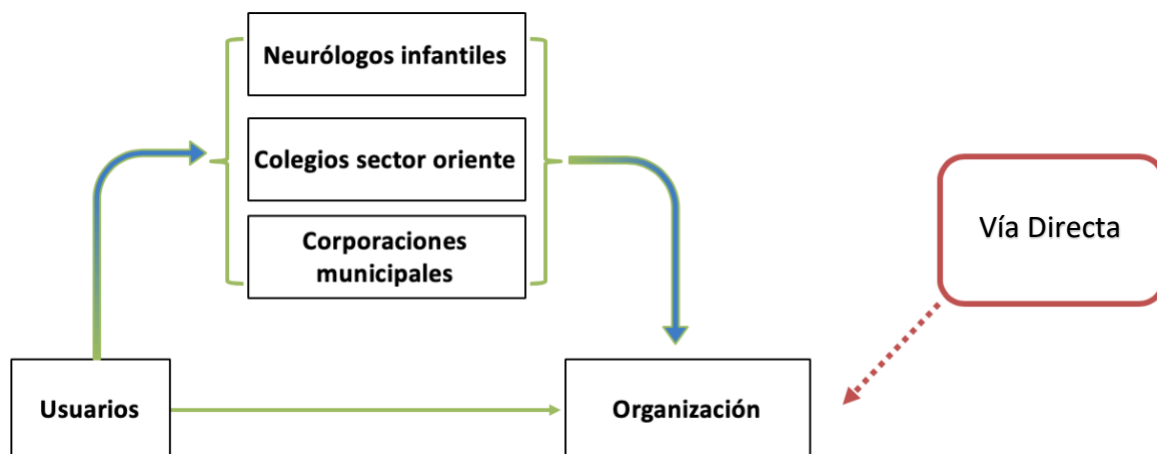 Neurólogos infantiles
Colegios sector oriente
Corporaciones
municipales
Vía Directa
Usuarios
Organización